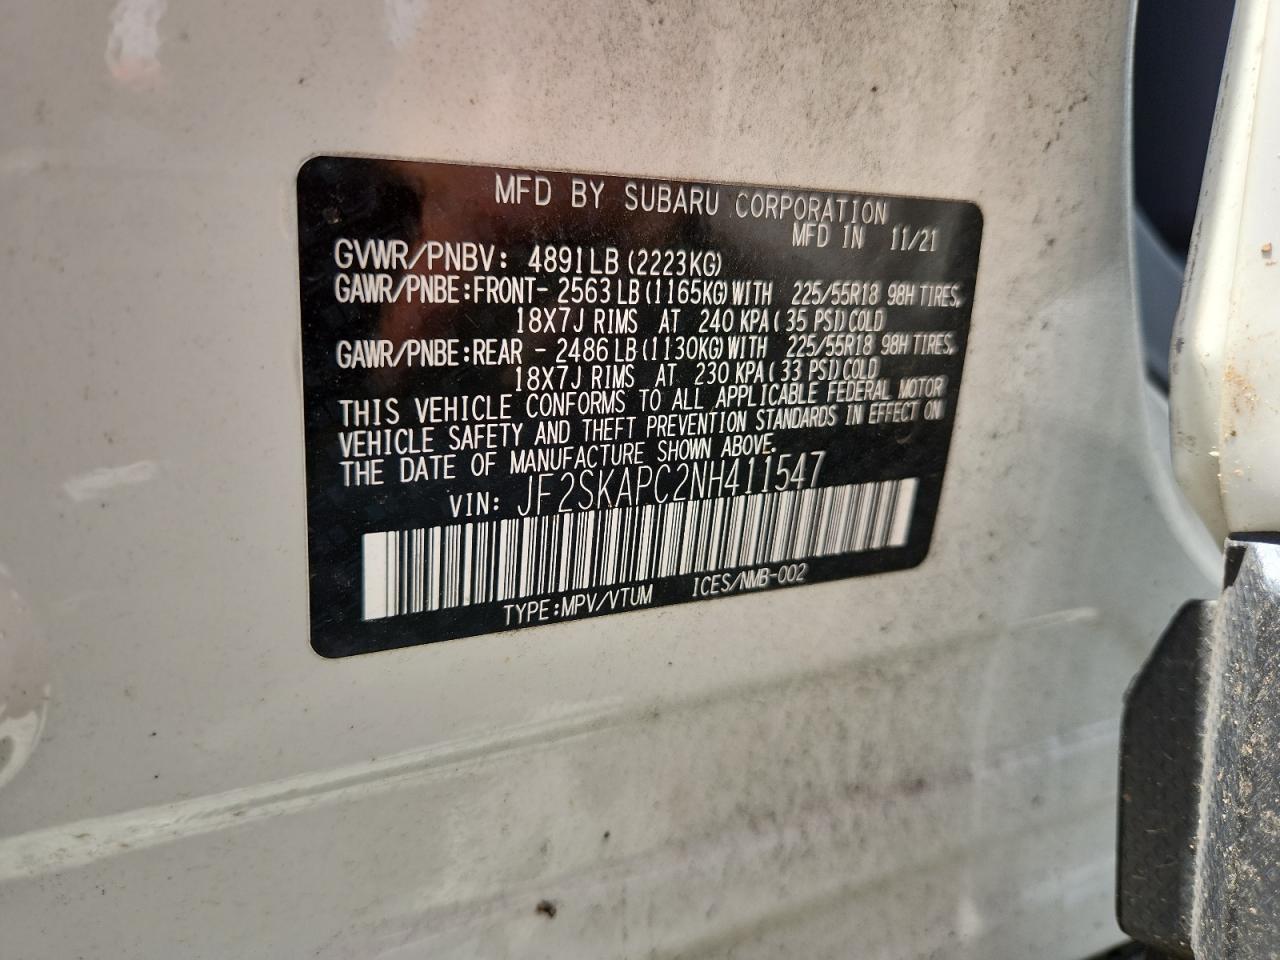 MFD BY SUBARU CORPORATION
MFD IN 11/21
GVWR/PNBV: 4891LB (2223KG)
GAWR/PNBE:FRONT- 2563LB(1165KG)WITH 225/55R18 98H TIRES,
18X7J RIMS AT 240 KPA(35 PSI)COLD
GAWR/PNBE:REAR - 2486LB(1130KG)WITH 225/55R18 98H TIRES,
18X7J RIMS AT 230 KPA(33 PSI)COLD
THIS VEHICLE CONFORMS TO ALL APPLICABLE FEDERAL MOTOR
VEHICLE SAFETY AND THEFT PREVENTION STANDARDS IN EFFECT ON
THE DATE OF MANUFACTURE SHOWN ABOVE.
VIN: JF2SKAPC2NH411547
TYPE:MPV/VTUM ICES/NMB-002